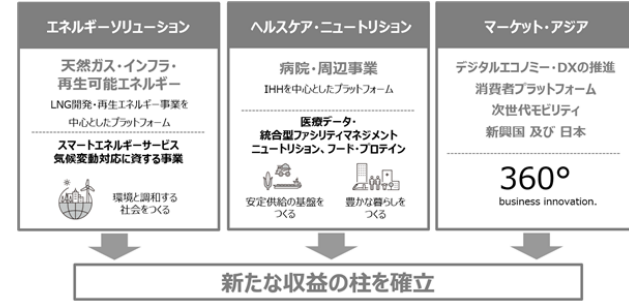 エネルギーソリューション
天然ガス・インフラ・
再生可能エネルギー
LNG開発・再生エネルギー事業を
中心としたプラットフォーム
スマートエネルギーサービス
気候変動対応に資する事業
環境と調和する
社会をつくる
ヘルスケア・ニュートリション
病院・周辺事業
IHHを中心としたプラットフォーム
医療データ・
統合型ファシリティマネジメント
ニュートリション、フード・プロテイン
安定供給の基盤を
つくる
豊かな暮らしを
つくる
マーケット・アジア
デジタルエコノミー・DXの推進
消費者プラットフォーム
次世代モビリティ
新興国 及び 日本
360°
business innovation.
新たな収益の柱を確立